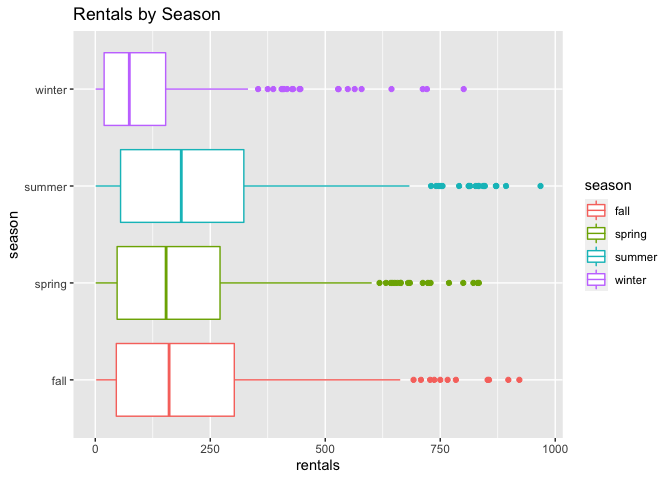 Rentals by Season
season
winter
summer
spring
fall
0
250
500
750
1000
rentals
season
fall
spring
summer
winter